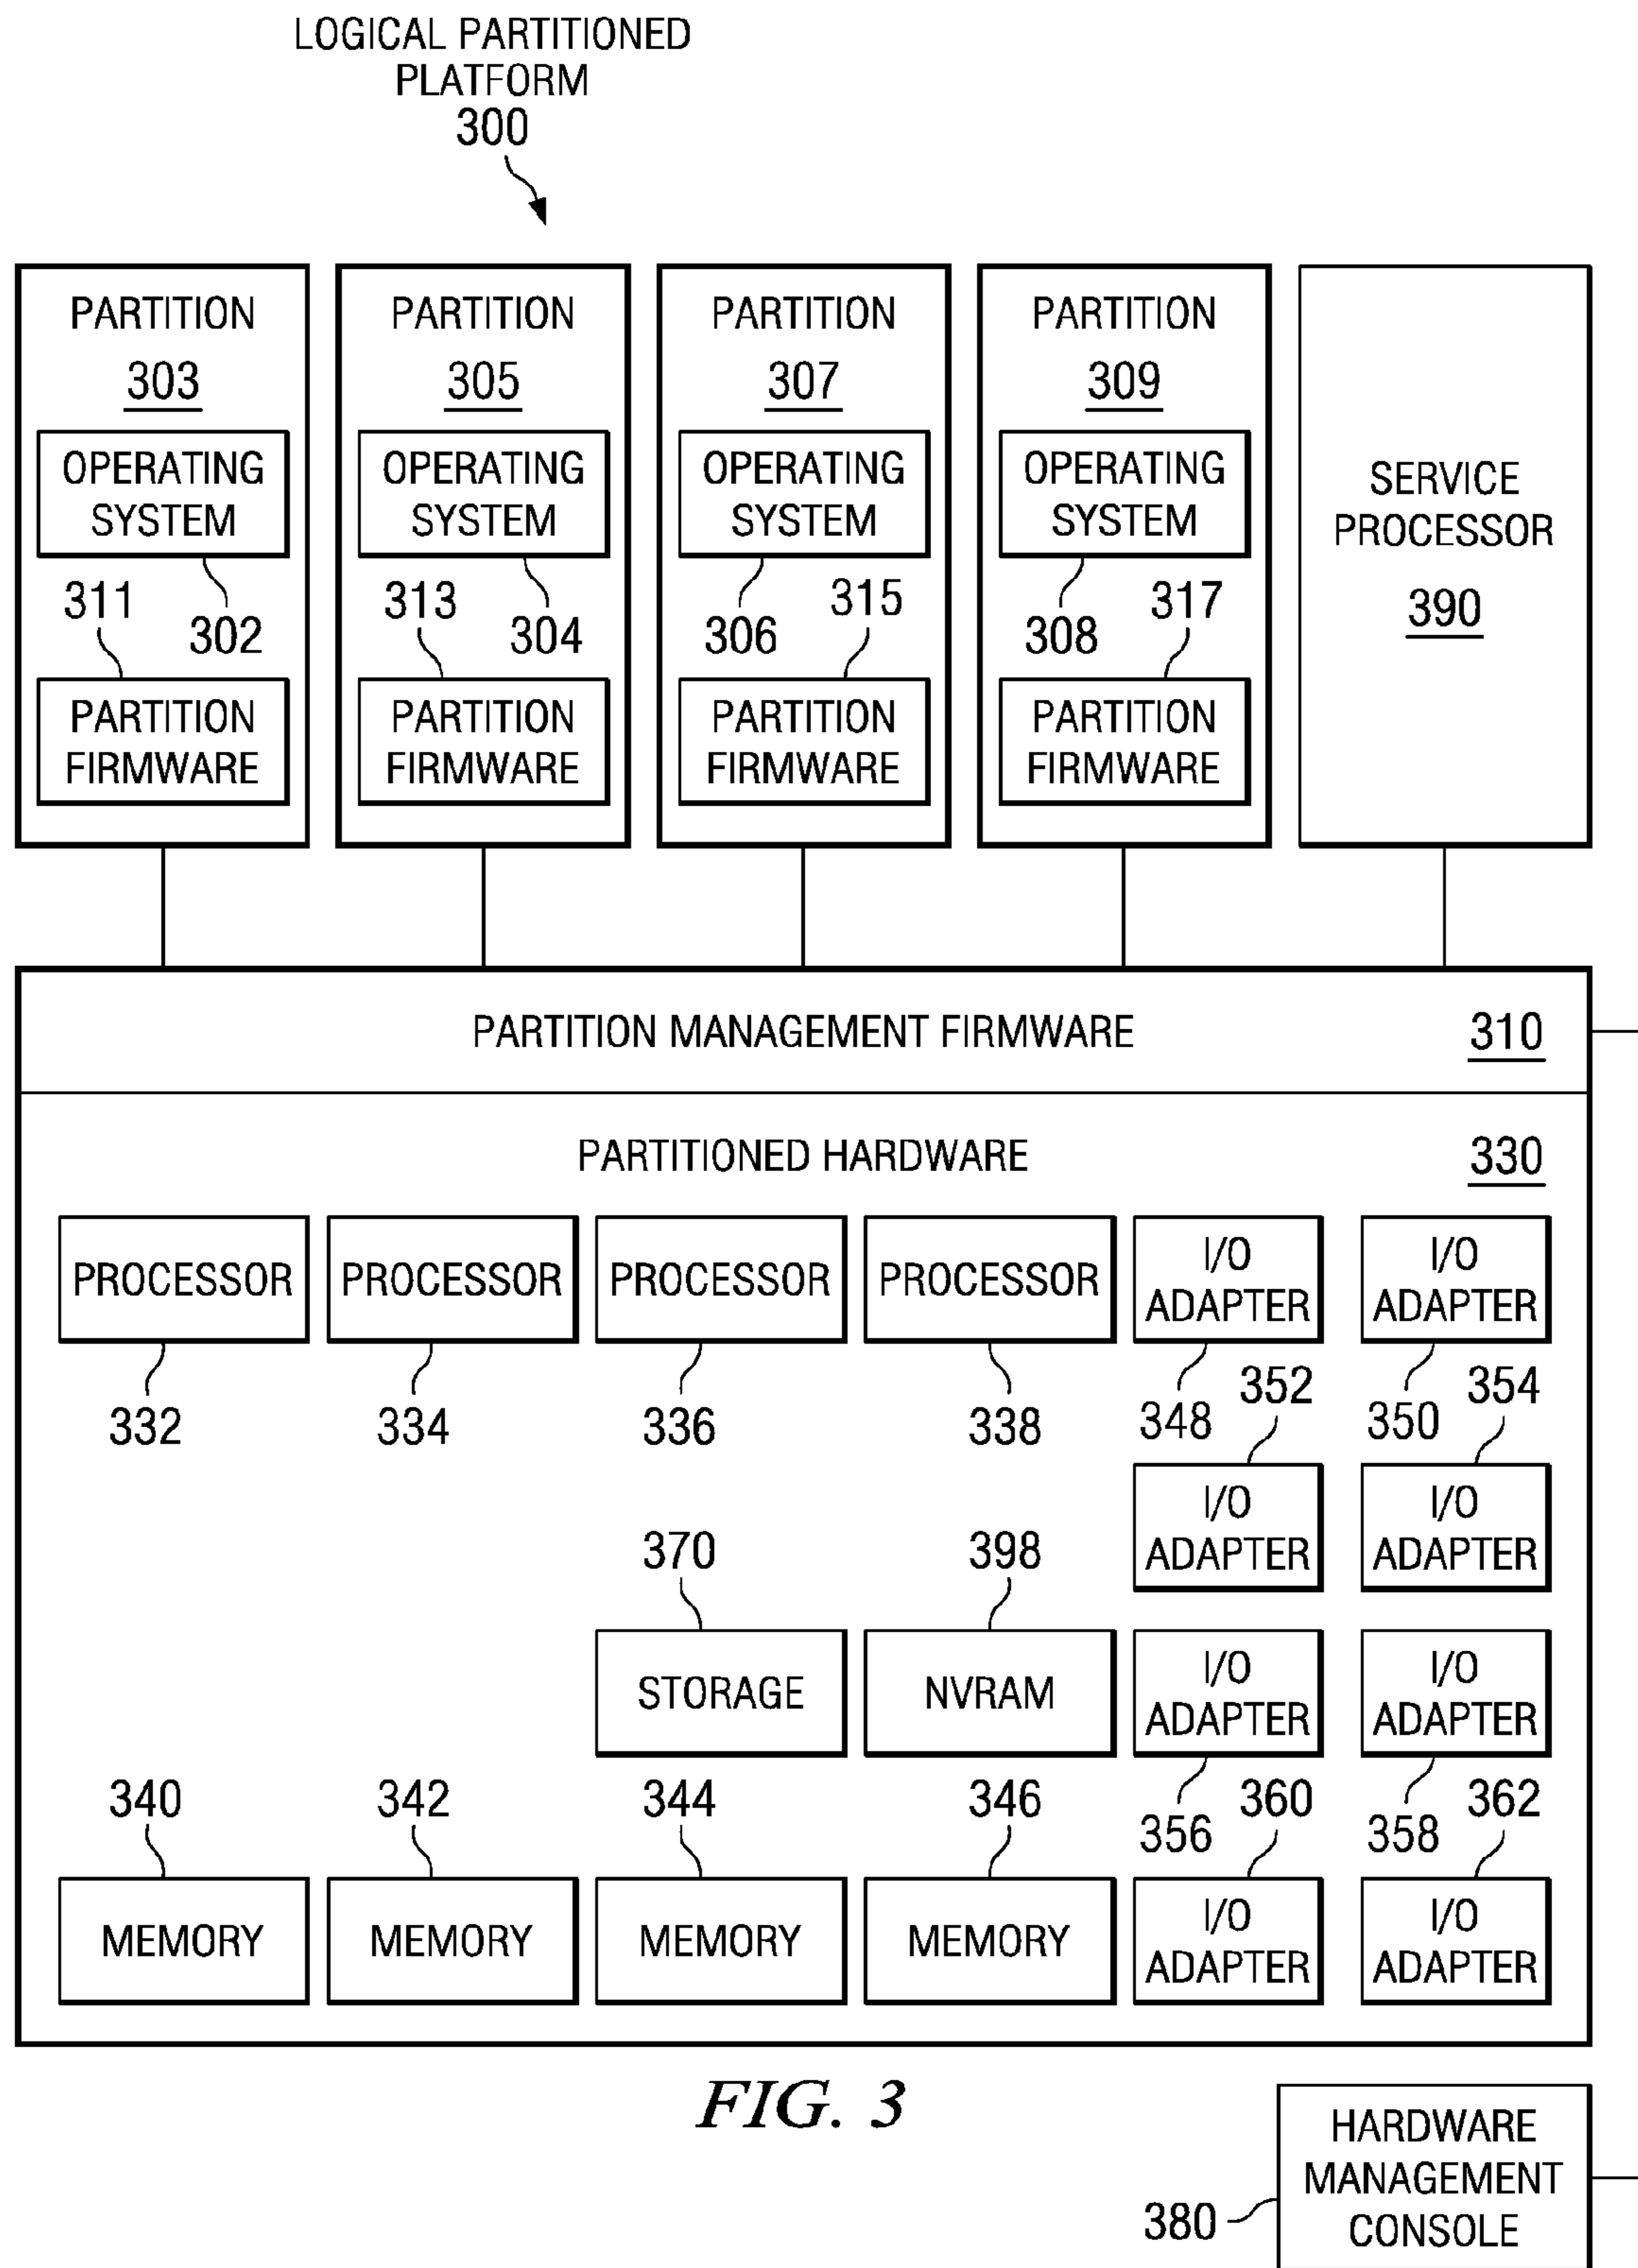 LOGICAL PARTITIONED
PLATFORM
300
PARTITION
303
OPERATING
SYSTEM
311
302
PARTITION
FIRMWARE
PARTITION
305
OPERATING
SYSTEM
313
304
PARTITION
FIRMWARE
PARTITION
307
OPERATING
SYSTEM
306
315
PARTITION
FIRMWARE
PARTITION
309
OPERATING
SYSTEM
308
317
PARTITION
FIRMWARE
SERVICE
PROCESSOR
390
PARTITION MANAGEMENT FIRMWARE
310
PARTITIONED HARDWARE
330
PROCESSOR
332
PROCESSOR
334
PROCESSOR
336
PROCESSOR
338
I/O
ADAPTER
348
I/O
ADAPTER
350
352
I/O
ADAPTER
354
I/O
ADAPTER
370
STORAGE
398
NVRAM
I/O
ADAPTER
356
I/O
ADAPTER
358
340
MEMORY
342
MEMORY
344
MEMORY
346
MEMORY
360
I/O
ADAPTER
362
I/O
ADAPTER
FIG. 3
380
HARDWARE
MANAGEMENT
CONSOLE